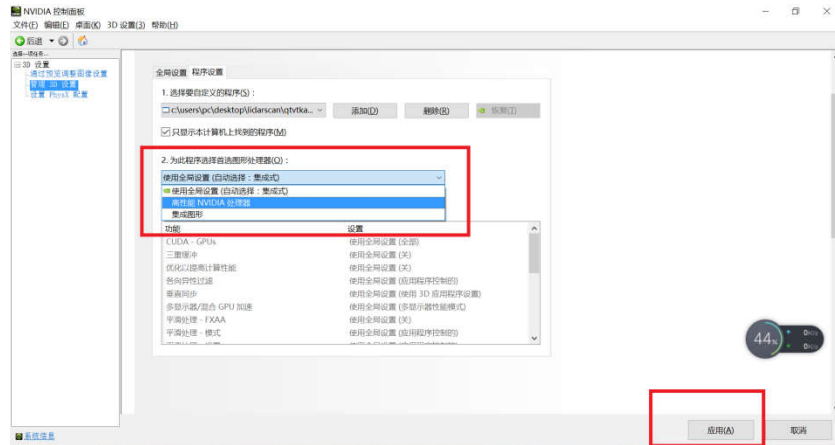 NVIDIA 控制面板
文件(F) 编辑(E) 桌面(K) 3D 设置(3) 帮助(H)
后退
选择一项任务...
3D 设置
通过预览调整图像设置
管理 3D 设置
设置 PhysX 配置
全局设置 程序设置
1. 选择要自定义的程序(S)：
c:\users\pc\desktop\lidarscan\qtvtka... 添加(D) 删除(R) 恢复(T)
只显示本计算机上找到的程序(M)
2. 为此程序选择首选图形处理器(O)：
使用全局设置 (自动选择：集成式)
使用全局设置 (自动选择：集成式)
高性能 NVIDIA 处理器
集成图形
功能 设置
CUDA - GPUs 使用全局设置 (全部)
三重缓冲 使用全局设置 (关)
优化以提高计算性能 使用全局设置 (关)
各向异性过滤 使用全局设置 (应用程序控制的)
垂直同步 使用全局设置 (使用 3D 应用程序设置)
多显示器/混合 GPU 加速 使用全局设置 (多显示器性能模式)
平滑处理 - FXAA 使用全局设置 (关)
平滑处理 - 模式 使用全局设置 (应用程序控制的)
44%
系统信息 应用(A) 取消